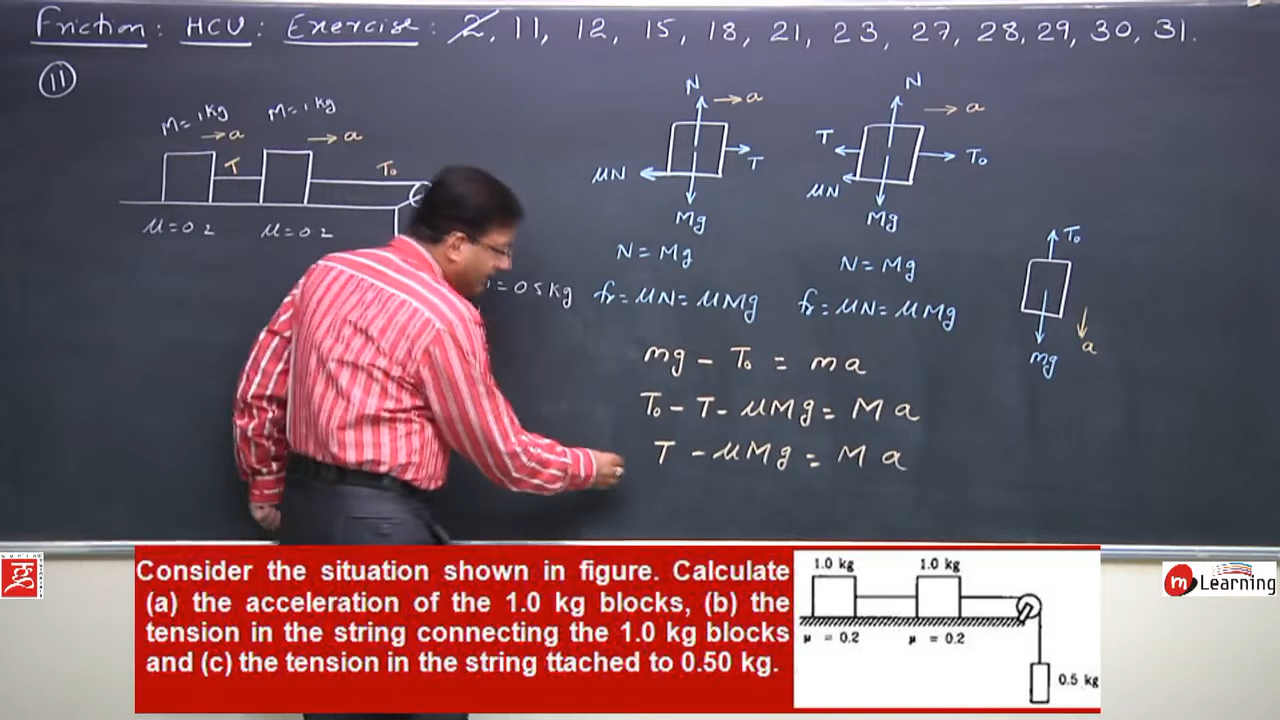 Friction: HCV: Exercise: 2, 11, 12, 15, 18, 21, 23, 27, 28, 29, 30, 31.
11
M=1kg
M=1kg
a
a
T
T₀
μ=0.2
μ=0.2
=0.5kg
N
a
T
μN
Mg
N=Mg
fr=μN=μMg
N
a
T
T₀
μN
Mg
N=Mg
fr=μN=μMg
T₀
a
mg
mg - T₀ = ma
T₀ - T - μMg = Ma
T - μMg = Ma
Consider the situation shown in figure. Calculate
(a) the acceleration of the 1.0 kg blocks, (b) the
tension in the string connecting the 1.0 kg blocks
and (c) the tension in the string ttached to 0.50 kg.
1.0 kg
1.0 kg
μ = 0.2
μ = 0.2
0.5 kg
m Learning